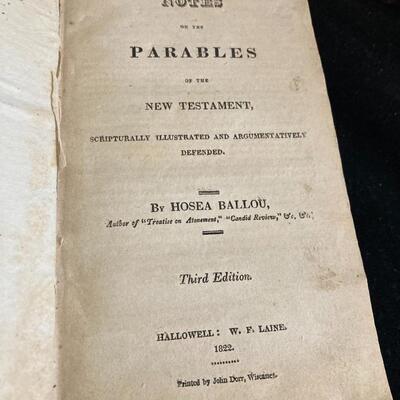 NOTES
ON THE
PARABLES
OF THE
NEW TESTAMENT,
SCRIPTURALLY ILLUSTRATED AND ARGUMENTATIVELY
DEFENDED.
By HOSEA BALLOU,
Author of "Treatise on Atonement," "Candid Review," &c, &c,
Third Edition.
HALLOWELL: W. F. LAINE.
1822.
Printed by John Dorr, Wiscasset.